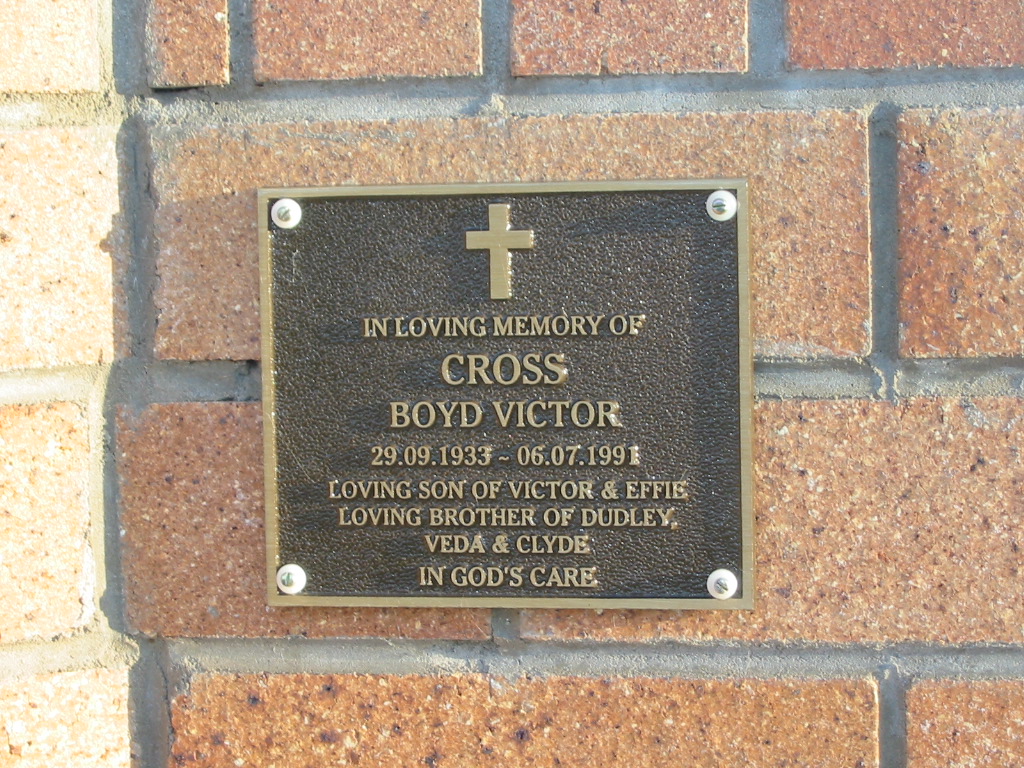 IN LOVING MEMORY OF
CROSS
BOYD VICTOR
29.09.1933 ~ 06.07.1991
LOVING SON OF VICTOR & EFFIE
LOVING BROTHER OF DUDLEY,
VEDA & CLYDE
IN GOD'S CARE